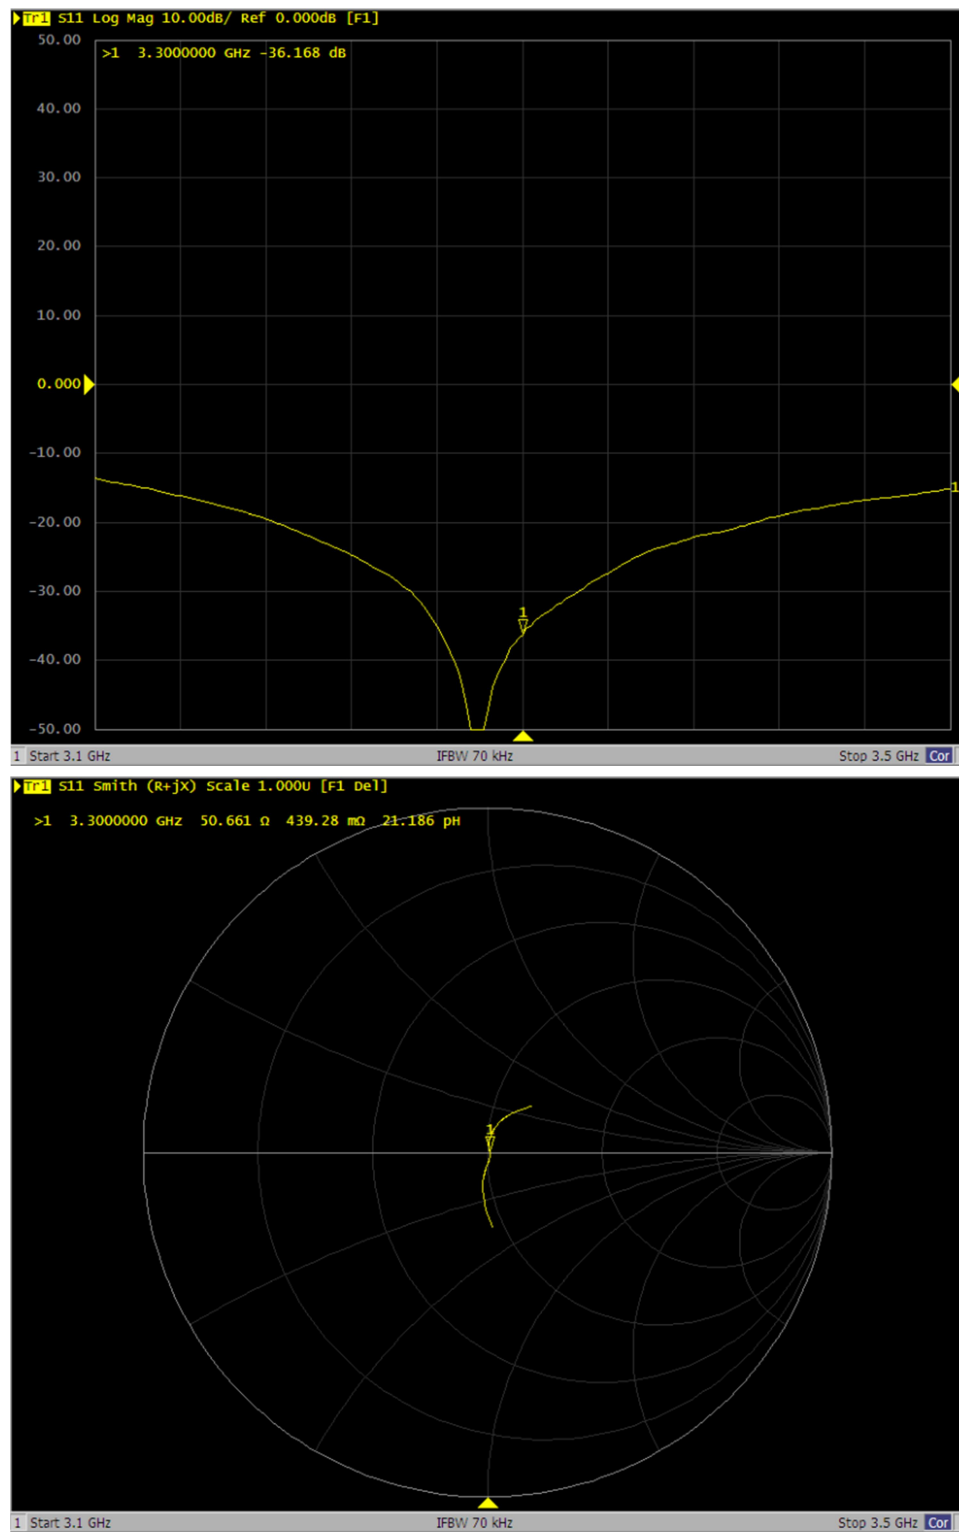 Tr1 S11 Log Mag 10.00dB/ Ref 0.000dB [F1]
50.00
>1 3.3000000 GHz -36.168 dB
40.00
30.00
20.00
10.00
0.000
-10.00
1
-20.00
-30.00
1
-40.00
-50.00
1 Start 3.1 GHz IFBW 70 kHz Stop 3.5 GHz Cor
Tr1 S11 Smith (R+jX) Scale 1.000U [F1 Del]
>1 3.3000000 GHz 50.661 Ω 439.28 mΩ 21.186 pH
1
1 Start 3.1 GHz IFBW 70 kHz Stop 3.5 GHz Cor